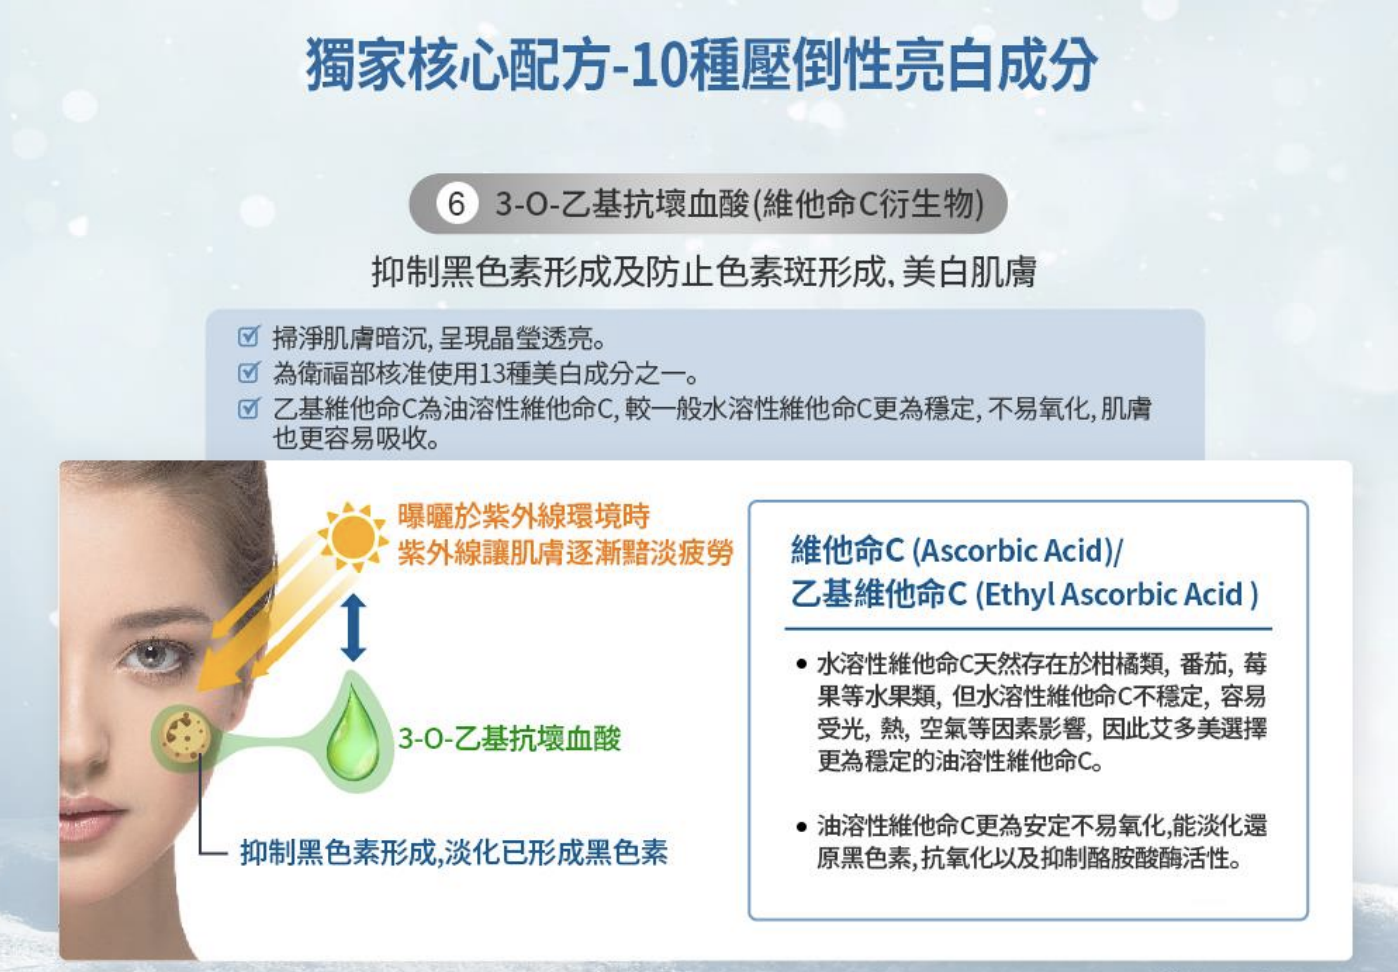 獨家核心配方-10種壓倒性亮白成分
6 3-O-乙基抗壞血酸(維他命C衍生物)
抑制黑色素形成及防止色素斑形成, 美白肌膚
掃淨肌膚暗沉, 呈現晶瑩透亮。
為衛福部核准使用13種美白成分之一。
乙基維他命C為油溶性維他命C, 較一般水溶性維他命C更為穩定, 不易氧化, 肌膚
也更容易吸收。
曝曬於紫外線環境時
紫外線讓肌膚逐漸黯淡疲勞
3-O-乙基抗壞血酸
抑制黑色素形成,淡化已形成黑色素
維他命C (Ascorbic Acid)/
乙基維他命C (Ethyl Ascorbic Acid )
• 水溶性維他命C天然存在於柑橘類, 番茄, 莓
果等水果類, 但水溶性維他命C不穩定, 容易
受光, 熱, 空氣等因素影響, 因此艾多美選擇
更為穩定的油溶性維他命C。
• 油溶性維他命C更為安定不易氧化,能淡化還
原黑色素,抗氧化以及抑制酪胺酸酶活性。